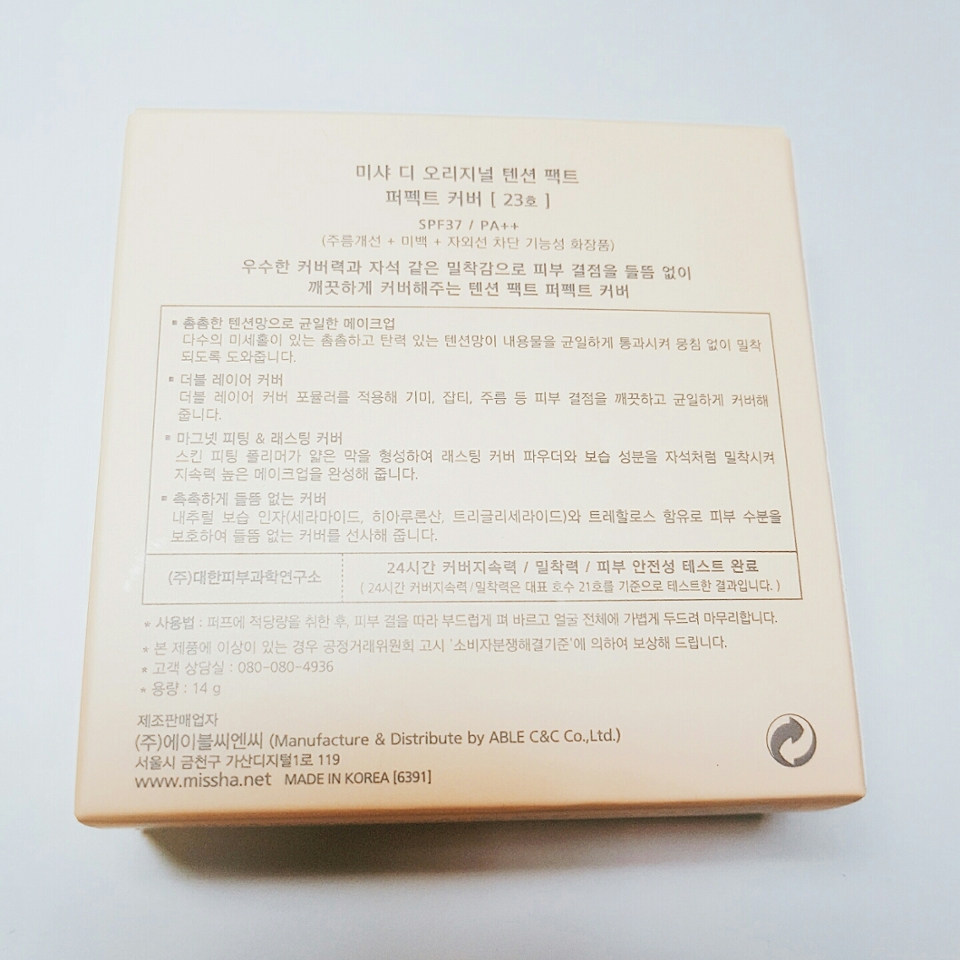 미샤 디 오리지널 텐션 팩트
퍼펙트 커버 [ 23호 ]
SPF37 / PA++
(주름개선 + 미백 + 자외선 차단 기능성 화장품)
우수한 커버력과 자석 같은 밀착감으로 피부 결점을 들뜸 없이
깨끗하게 커버해주는 텐션 팩트 퍼펙트 커버
▪ 촘촘한 텐션망으로 균일한 메이크업
다수의 미세홀이 있는 촘촘하고 탄력 있는 텐션망이 내용물을 균일하게 통과시켜 뭉침 없이 밀착
되도록 도와줍니다.
▪ 더블 레이어 커버
더블 레이어 커버 포뮬러를 적용해 기미, 잡티, 주름 등 피부 결점을 깨끗하고 균일하게 커버해
줍니다.
▪ 마그넷 피팅 & 래스팅 커버
스킨 피팅 폴리머가 얇은 막을 형성하여 래스팅 커버 파우더와 보습 성분을 자석처럼 밀착시켜
지속력 높은 메이크업을 완성해 줍니다.
▪ 촉촉하게 들뜸 없는 커버
내추럴 보습 인자(세라마이드, 히아루론산, 트리글리세라이드)와 트레할로스 함유로 피부 수분을
보호하여 들뜸 없는 커버를 선사해 줍니다.
(주)대한피부과학연구소
24시간 커버지속력 / 밀착력 / 피부 안전성 테스트 완료
( 24시간 커버지속력/밀착력은 대표 호수 21호를 기준으로 테스트한 결과입니다. )
* 사용법 : 퍼프에 적당량을 취한 후, 피부 결을 따라 부드럽게 펴 바르고 얼굴 전체에 가볍게 두드려 마무리합니다.
* 본 제품에 이상이 있는 경우 공정거래위원회 고시 '소비자분쟁해결기준'에 의하여 보상해 드립니다.
* 고객 상담실 : 080-080-4936
* 용량 : 14 g
제조판매업자
(주)에이블씨엔씨 (Manufacture & Distribute by ABLE C&C Co.,Ltd.)
서울시 금천구 가산디지털1로 119
www.missha.net MADE IN KOREA [6391]